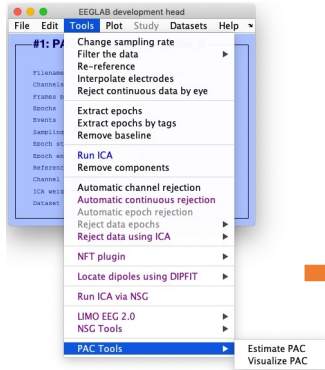 EEGLAB development head
File Edit Tools Plot Study Datasets Help
#1: PA
Filename
Channels
Frames p
Epochs
Events
Sampling
Epoch st
Epoch en
Referenc
Channel
ICA weig
Dataset
Change sampling rate
Filter the data
Re-reference
Interpolate electrodes
Reject continuous data by eye
Extract epochs
Extract epochs by tags
Remove baseline
Run ICA
Remove components
Automatic channel rejection
Automatic continuous rejection
Automatic epoch rejection
Reject data epochs
Reject data using ICA
NFT plugin
Locate dipoles using DIPFIT
Run ICA via NSG
LIMO EEG 2.0
NSG Tools
PAC Tools
Estimate PAC
Visualize PAC